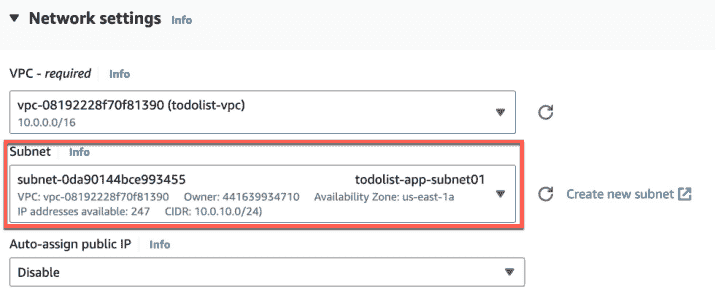 Network settings Info
VPC - required Info
vpc-08192228f70f81390 (todolist-vpc)
10.0.0.0/16
Subnet Info
subnet-0da90144bce993455 todolist-app-subnet01
VPC: vpc-08192228f70f81390 Owner: 441639934710 Availability Zone: us-east-1a
IP addresses available: 247 CIDR: 10.0.10.0/24)
Create new subnet
Auto-assign public IP Info
Disable